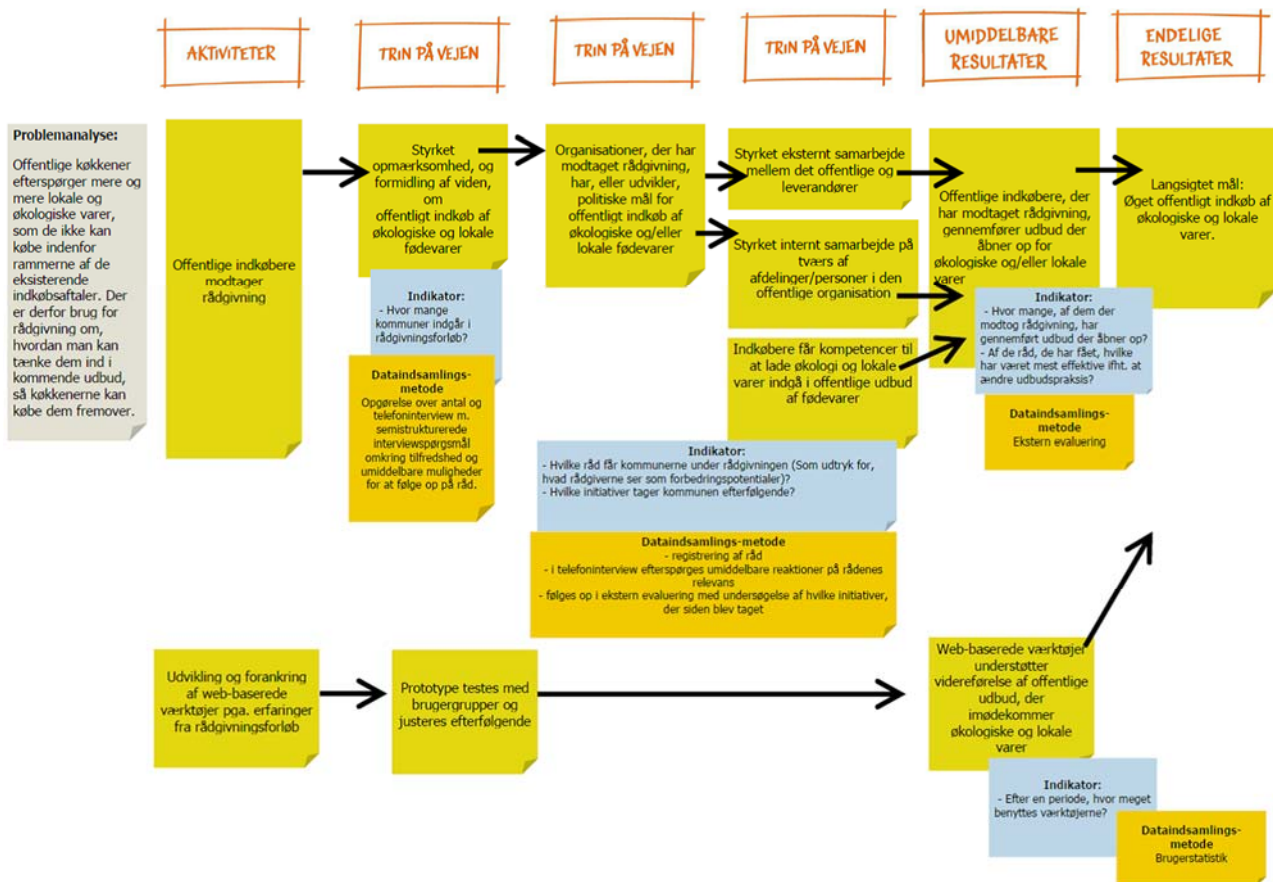 AKTIVITETER
TRIN PÅ VEJEN
TRIN PÅ VEJEN
TRIN PÅ VEJEN
UMIDDELBARE
RESULTATER
ENDELIGE
RESULTATER
Problemanalyse:
Offentlige køkkener
efterspørger mere og
mere lokale og
økologiske varer,
som de ikke kan
købe indenfor
rammerne af de
eksisterende
indkøbsaftaler. Der
er derfor brug for
rådgivning om,
hvordan man kan
tænke dem ind i
kommende udbud,
så køkkenerne kan
købe dem fremover.
Offentlige indkøbere
modtager
rådgivning
Styrket
opmærksomhed, og
formidling af viden,
om
offentligt indkøb af
økologiske og lokale
fødevarer
Indikator:
- Hvor mange
kommuner indgår i
rådgivningsforløb?
Dataindsamlings-
metode
Opgørelse over antal og
telefoninterview m.
semistrukturerede
interviewspørgsmål
omkring tilfredshed og
umiddelbare muligheder
for at følge op på råd.
Organisationer, der har
modtaget rådgivning,
har, eller udvikler,
politiske mål for
offentligt indkøb af
økologiske og/eller
lokale fødevarer
Styrket eksternt samarbejde
mellem det offentlige og
leverandører
Styrket internt samarbejde på
tværs af
afdelinger/personer i den
offentlige organisation
Indkøbere får kompetencer til
at lade økologi og lokale
varer indgå i offentlige udbud
af fødevarer
Indikator:
- Hvilke råd får kommunerne under rådgivningen (Som udtryk for,
hvad rådgiverne ser som forbedringspotentialer)?
- Hvilke initiativer tager kommunen efterfølgende?
Dataindsamlings-metode
- registrering af råd
- i telefoninterview efterspørges umiddelbare reaktioner på rådenes
relevans
- følges op i ekstern evaluering med undersøgelse af hvilke initiativer,
der siden blev taget
Offentlige indkøbere, der
har modtaget rådgivning,
gennemfører udbud der
åbner op for
økologiske og/eller lokale
varer
Indikator:
- Hvor mange, af dem der
modtog rådgivning, har
gennemført udbud der åbner op?
- Af de råd, de har fået, hvilke
har været mest effektive ifht. at
ændre udbudspraksis?
Dataindsamlings-
metode
Ekstern evaluering
Langsigtet mål:
Øget offentligt indkøb af
økologiske og lokale
varer.
Udvikling og forankring
af web-baserede
værktøjer pga. erfaringer
fra rådgivningsforløb
Prototype testes med
brugergrupper og
justeres efterfølgende
Web-baserede værktøjer
understøtter
videreførelse af offentlige
udbud, der
imødekommer
økologiske og lokale
varer
Indikator:
- Efter en periode, hvor meget
benyttes værktøjerne?
Dataindsamlings-
metode
Brugerstatistik